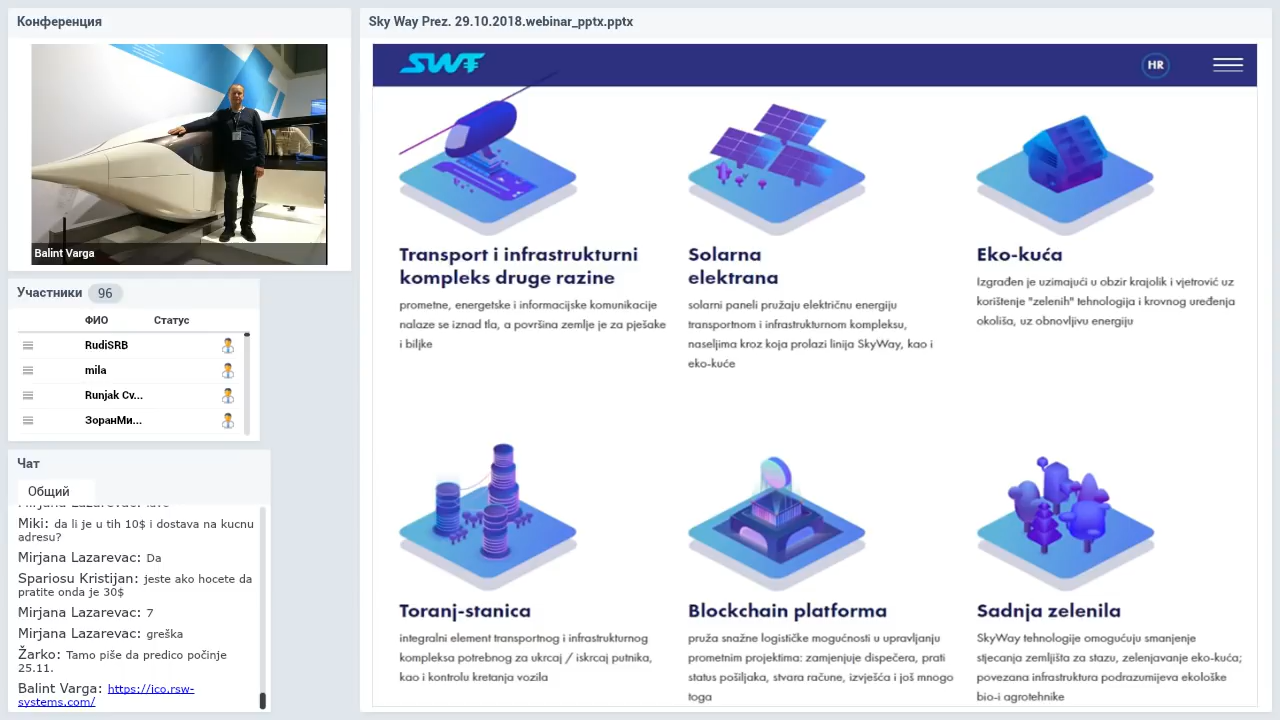 Конференция
Balint Varga
Участники 96
ФИО Статус
RudiSRB
mila
Runjak Cv...
ЗоранМи...
Чат
Общий
Miki: da li je u tih 10$ i dostava na kucnu
adresu?
Mirjana Lazarevac: Da
Spariosu Kristijan: jeste ako hocete da
pratite onda je 30$
Mirjana Lazarevac: 7
Mirjana Lazarevac: greška
Žarko: Tamo piše da predico počinje
25.11.
Balint Varga: https://ico.rsw-
systems.com/
Sky Way Prez. 29.10.2018.webinar_pptx.pptx
SWT
HR
Transport i infrastrukturni
kompleks druge razine
prometne, energetske i informacijske komunikacije
nalaze se iznad tla, a površina zemlje je za pješake
i biljke
Solarna
elektrana
solarni paneli pružaju električnu energiju
transportnom i infrastrukturnom kompleksu,
naseljima kroz koja prolazi linija SkyWay, kao i
eko-kuće
Eko-kuća
Izgrađen je uzimajući u obzir krajolik i vjetrović uz
korištenje "zelenih" tehnologija i krovnog uređenja
okoliša, uz obnovljivu energiju
Toranj-stanica
integralni element transportnog i infrastrukturnog
kompleksa potrebnog za ukrcaj / iskrcaj putnika,
kao i kontrolu kretanja vozila
Blockchain platforma
pruža snažne logističke mogućnosti u upravljanju
prometnim projektima: zamjenjuje dispečera, prati
status pošiljaka, stvara račune, izvješća i još mnogo
toga
Sadnja zelenila
SkyWay tehnologije omogućuju smanjenje
stjecanja zemljišta za stazu, zelenjavanje eko-kuća;
povezana infrastruktura podrazumijeva ekološke
bio-i agrotehnike